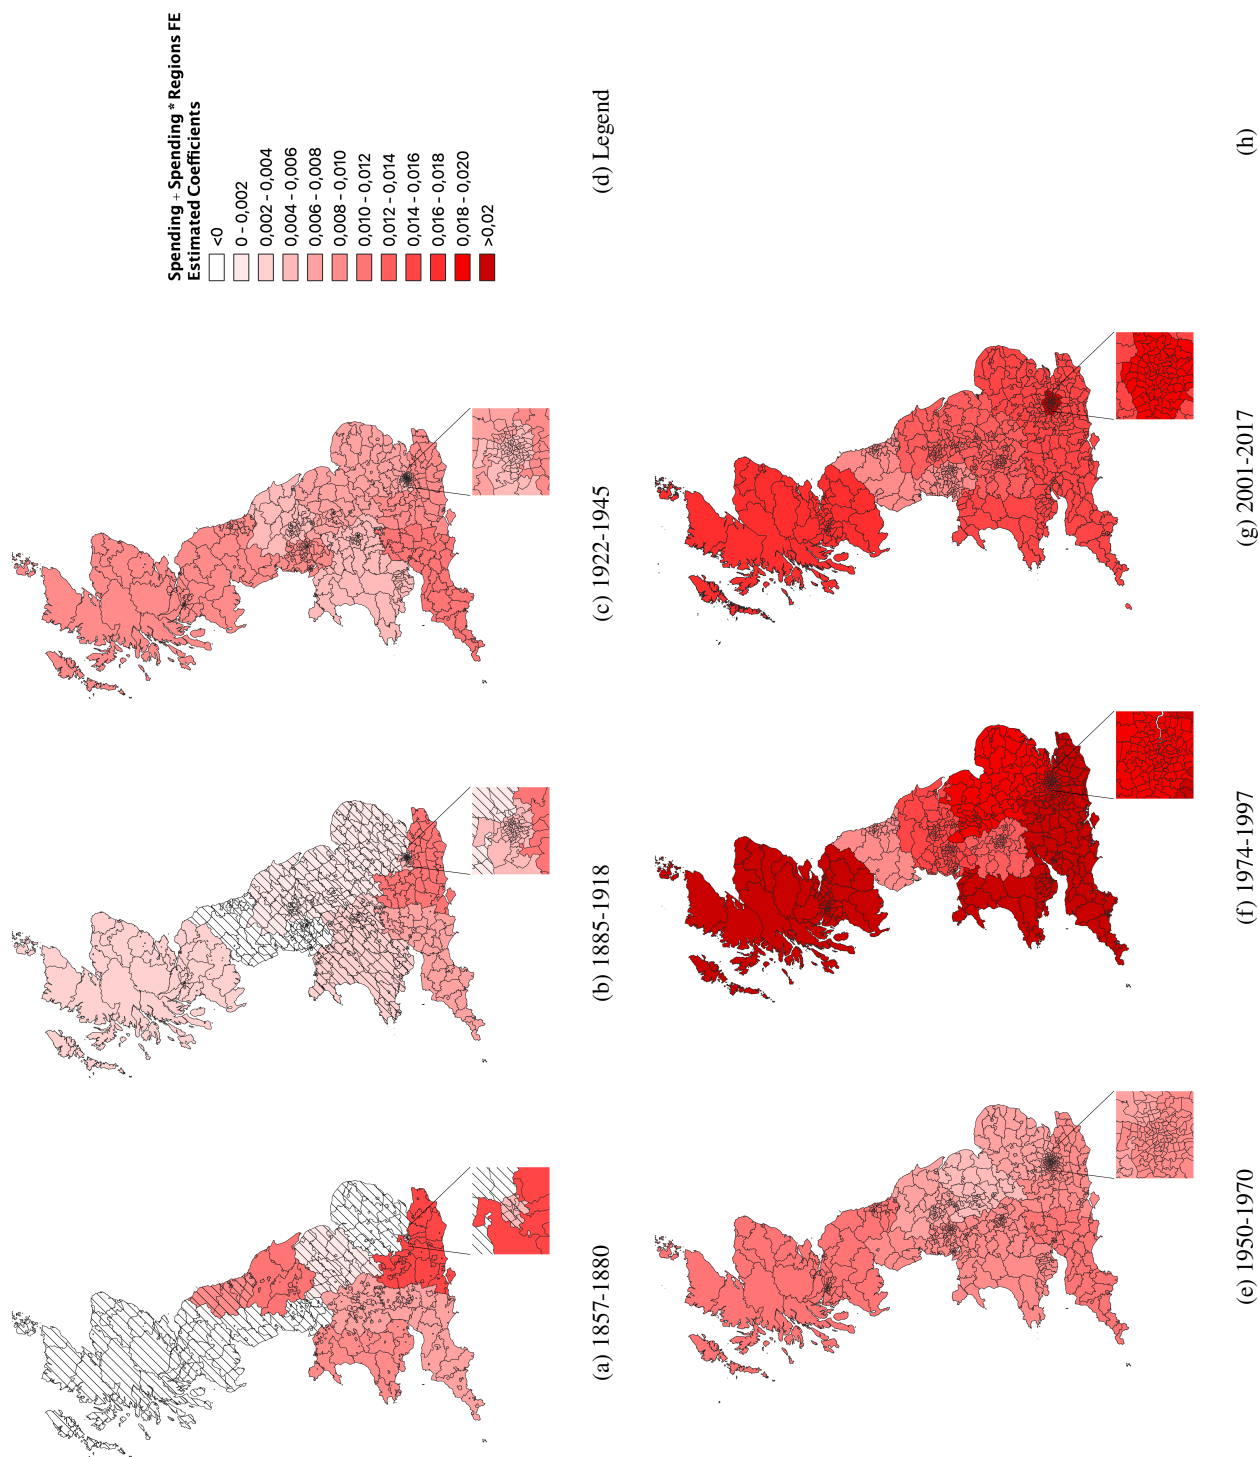 (a) 1857-1880
(b) 1885-1918
(c) 1922-1945
Spending + Spending * Regions FE
Estimated Coefficients
<0
0 - 0,002
0,002 - 0,004
0,004 - 0,006
0,006 - 0,008
0,008 - 0,010
0,010 - 0,012
0,012 - 0,014
0,014 - 0,016
0,016 - 0,018
0,018 - 0,020
>0,02
(d) Legend
(e) 1950-1970
(f) 1974-1997
(g) 2001-2017
(h)